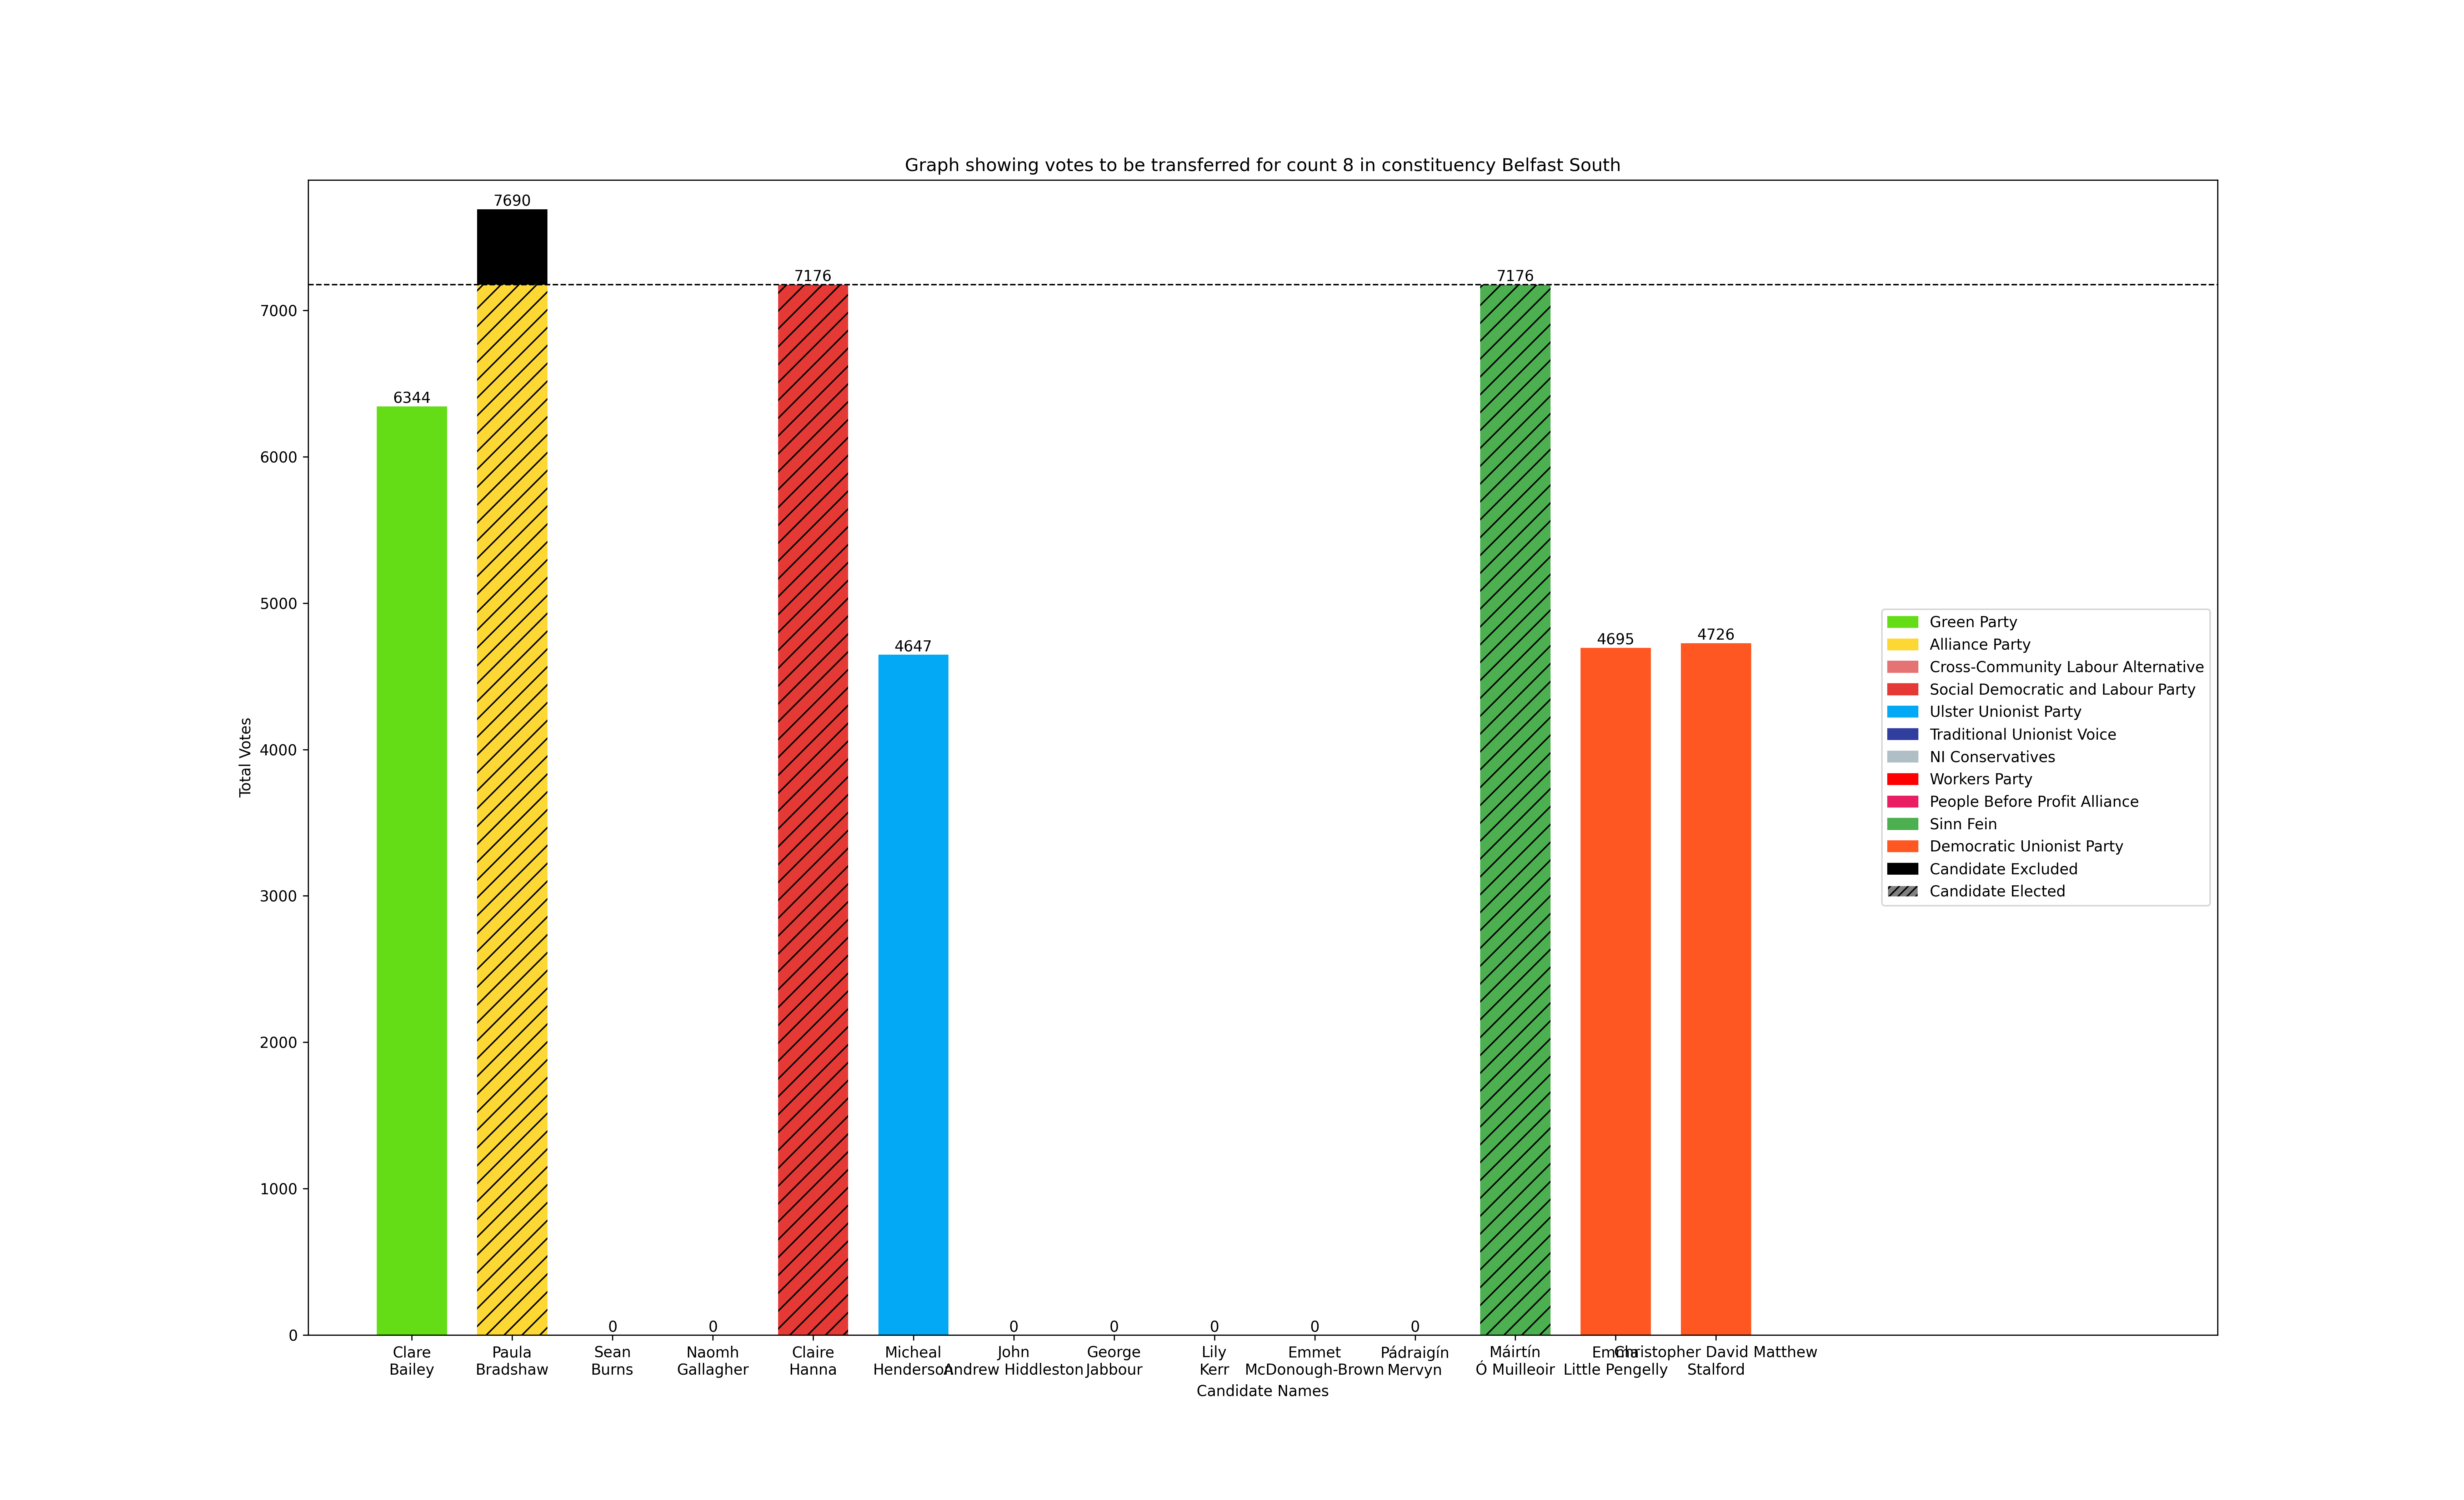 Graph showing votes to be transferred for count 8 in constituency Belfast South
Total Votes
7000
6000
5000
4000
3000
2000
1000
0
6344
7690
0
0
7176
4647
0
0
0
0
0
7176
4695
4726
Clare
Bailey
Paula
Bradshaw
Sean
Burns
Naomh
Gallagher
Claire
Hanna
Micheal
Henderson
John
Andrew Hiddleston
George
Jabbour
Lily
Kerr
Emmet
McDonough-Brown
Pádraigín
Mervyn
Máirtín
Ó Muilleoir
Emma
Little Pengelly
Christopher David Matthew
Stalford
Candidate Names
Green Party
Alliance Party
Cross-Community Labour Alternative
Social Democratic and Labour Party
Ulster Unionist Party
Traditional Unionist Voice
NI Conservatives
Workers Party
People Before Profit Alliance
Sinn Fein
Democratic Unionist Party
Candidate Excluded
Candidate Elected